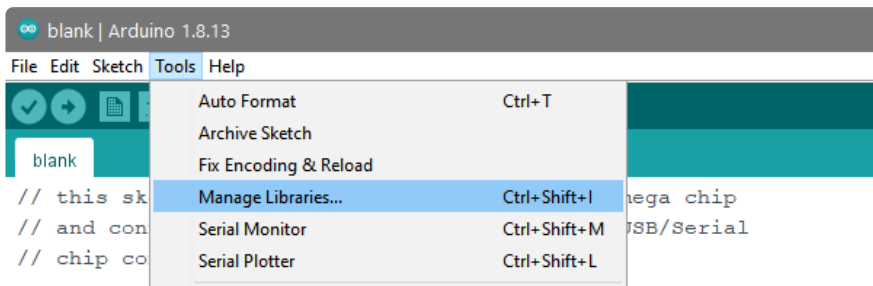 blank | Arduino 1.8.13
File Edit Sketch Tools Help
Auto Format Ctrl+T
Archive Sketch
blank
Fix Encoding & Reload
// this sk
Manage Libraries... Ctrl+Shift+I
chip
// and con
Serial Monitor Ctrl+Shift+M
USB/Serial
// chip co
Serial Plotter Ctrl+Shift+L